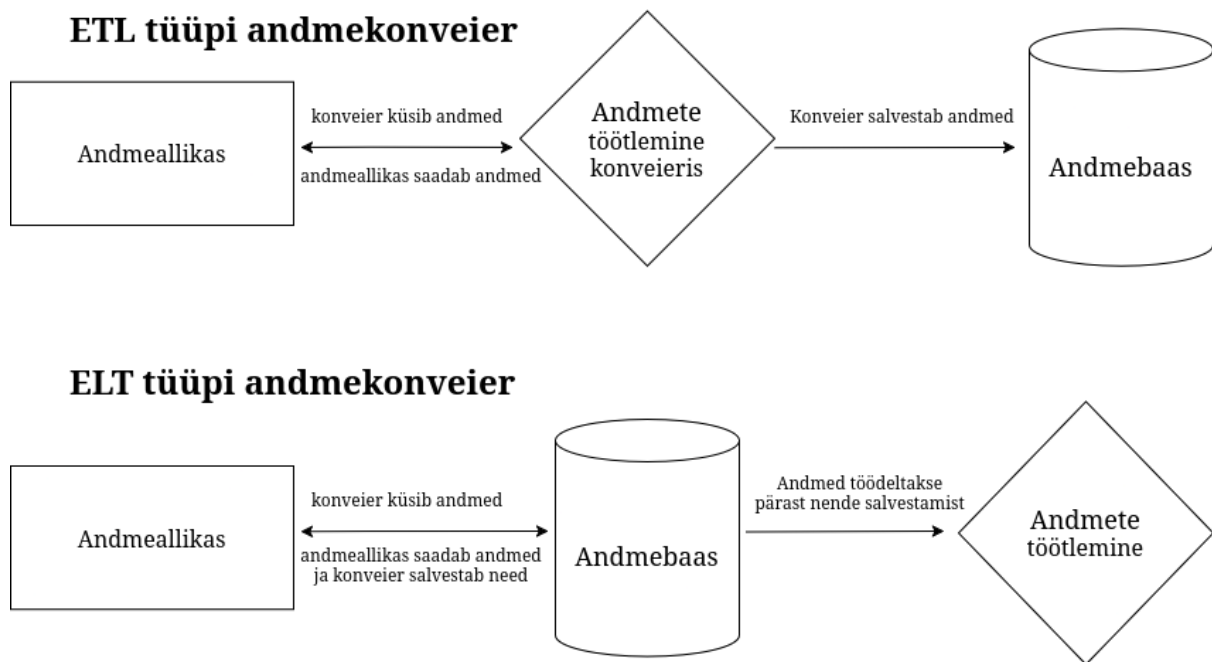 ETL tüüpi andmekonveier
Andmeallikas
konveier küsib andmed
andmeallikas saadab andmed
Andmete
töötlemine
konveieris
Konveier salvestab andmed
Andmebaas
ELT tüüpi andmekonveier
Andmeallikas
konveier küsib andmed
andmeallikas saadab andmed
ja konveier salvestab need
Andmebaas
Andmed töödeltakse
pärast nende salvestamist
Andmete
töötlemine